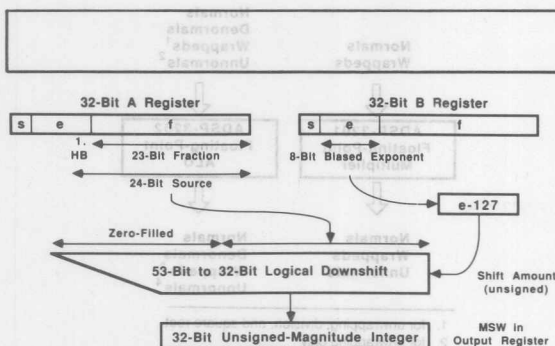 32-Bit A Register
32-Bit B Register
s e f
s e f
1.
HB
23-Bit Fraction
8-Bit Biased Exponent
24-Bit Source
e-127
Zero-Filled
53-Bit to 32-Bit Logical Downshift
Shift Amount
(unsigned)
32-Bit Unsigned-Magnitude Integer
MSW in
Output Register